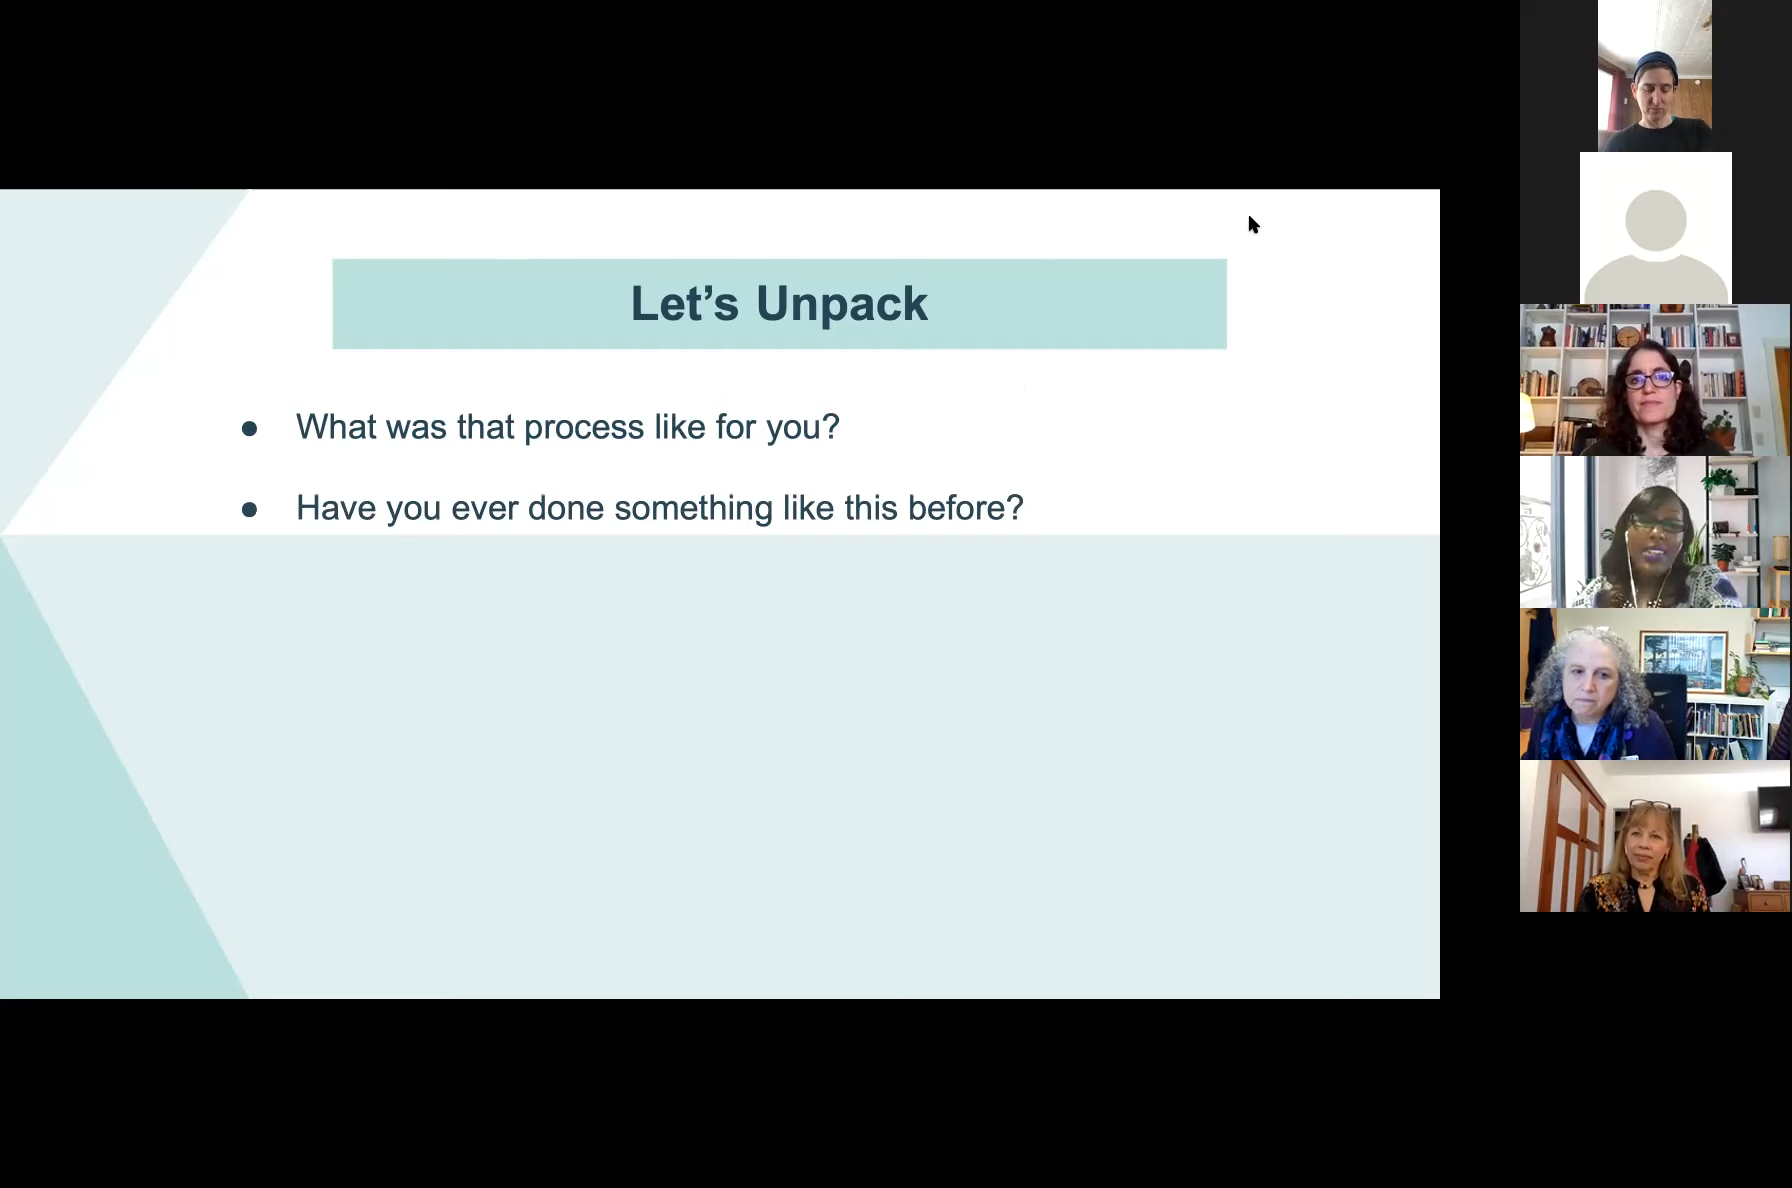 Let’s Unpack
● What was that process like for you?
● Have you ever done something like this before?